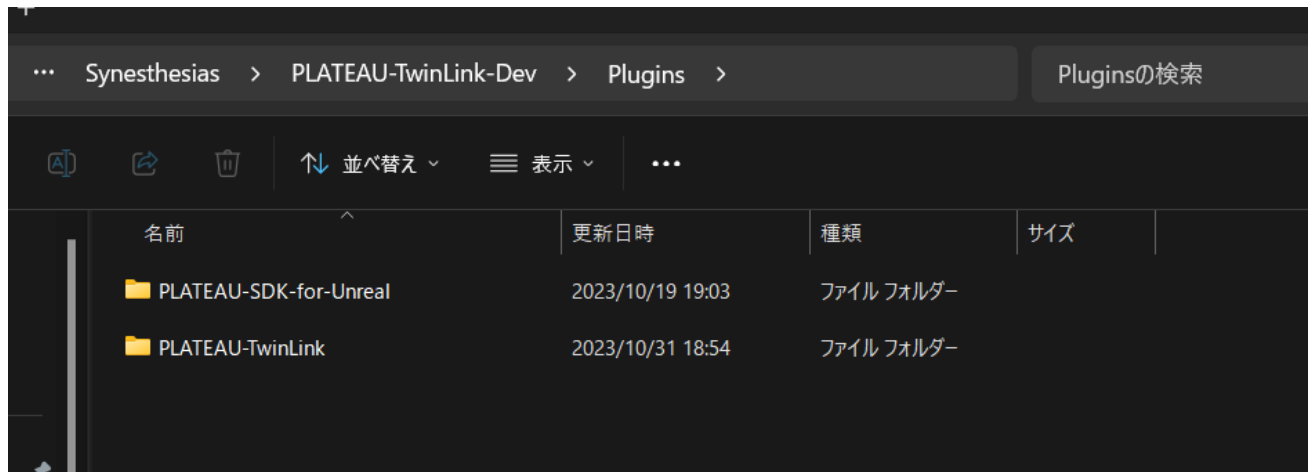 … Synesthesias > PLATEAU-TwinLink-Dev > Plugins > Pluginsの検索
並べ替え 表示 …
名前 更新日時 種類 サイズ
PLATEAU-SDK-for-Unreal 2023/10/19 19:03 ファイル フォルダー
PLATEAU-TwinLink 2023/10/31 18:54 ファイル フォルダー